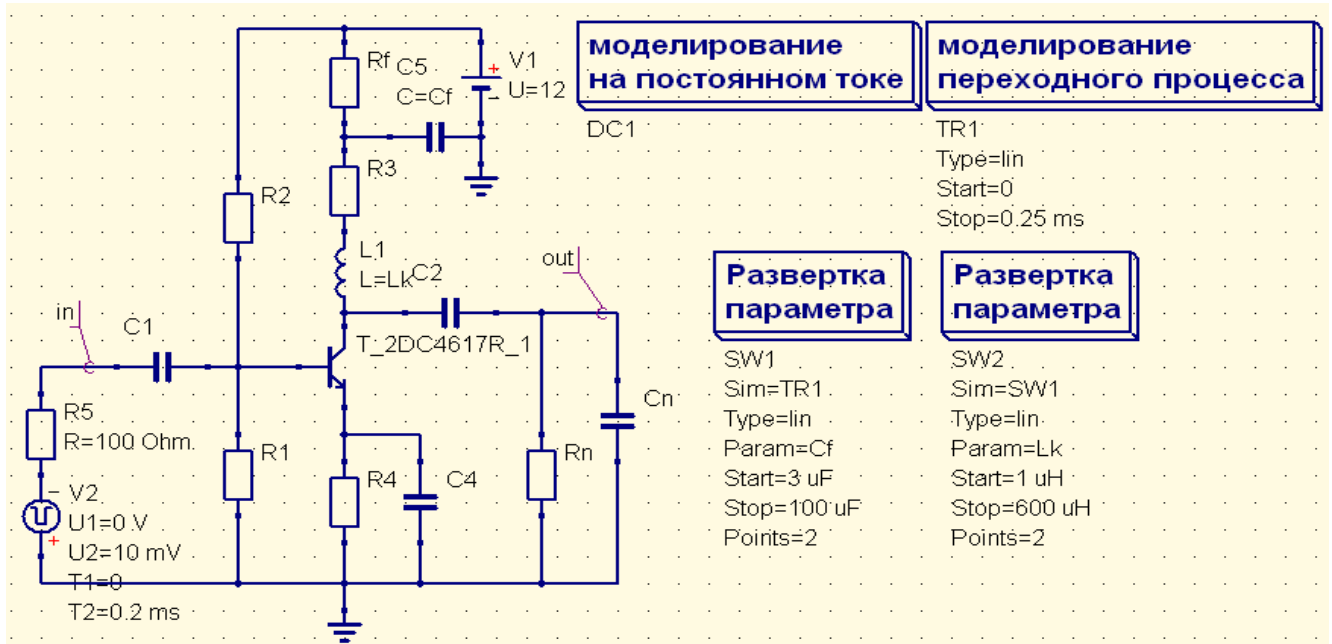 Rf
C5
C=Cf
V1
U=12
R3
R2
L1
L=Lk
C2
out
in
C1
T_2DC4617R_1
R5
R=100 Ohm.
R1
R4
C4
Rn
Cn
V2
U1=0 V
U2=10 mV
T1=0
T2=0.2 ms
моделирование
на постоянном токе
DC1
моделирование
переходного процесса
TR1
Type=lin
Start=0
Stop=0.25 ms
Развертка
параметра
SW1
Sim=TR1
Type=lin
Param=Cf
Start=3 uF
Stop=100 uF
Points=2
Развертка
параметра
SW2
Sim=SW1
Type=lin
Param=Lk
Start=1 uH
Stop=600 uH
Points=2